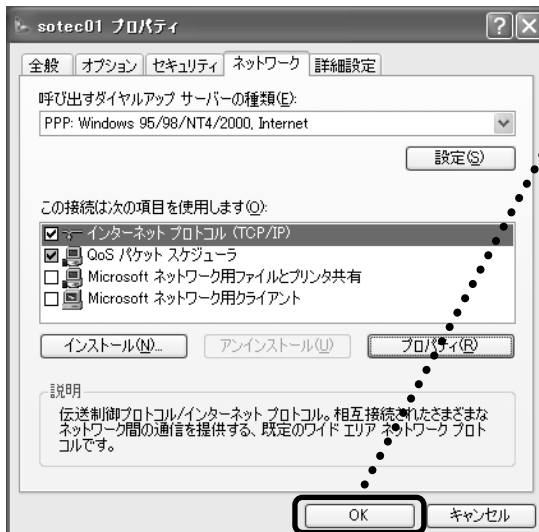 sotec01 プロパティ
全般 オプション セキュリティ ネットワーク 詳細設定
呼び出すダイヤルアップ サーバーの種類(E):
PPP: Windows 95/98/NT4/2000, Internet
設定(S)
この接続は次の項目を使用します(O):
インターネット プロトコル (TCP/IP)
QoS パケット スケジューラ
Microsoft ネットワーク用ファイルとプリンタ共有
Microsoft ネットワーク用クライアント
インストール(N)... アンインストール(U) プロパティ(R)
説明
伝送制御プロトコル/インターネット プロトコル。相互接続されたさまざまな
ネットワーク間の通信を提供する、既定のワイド エリア ネットワーク プロト
コルです。
OK キャンセル